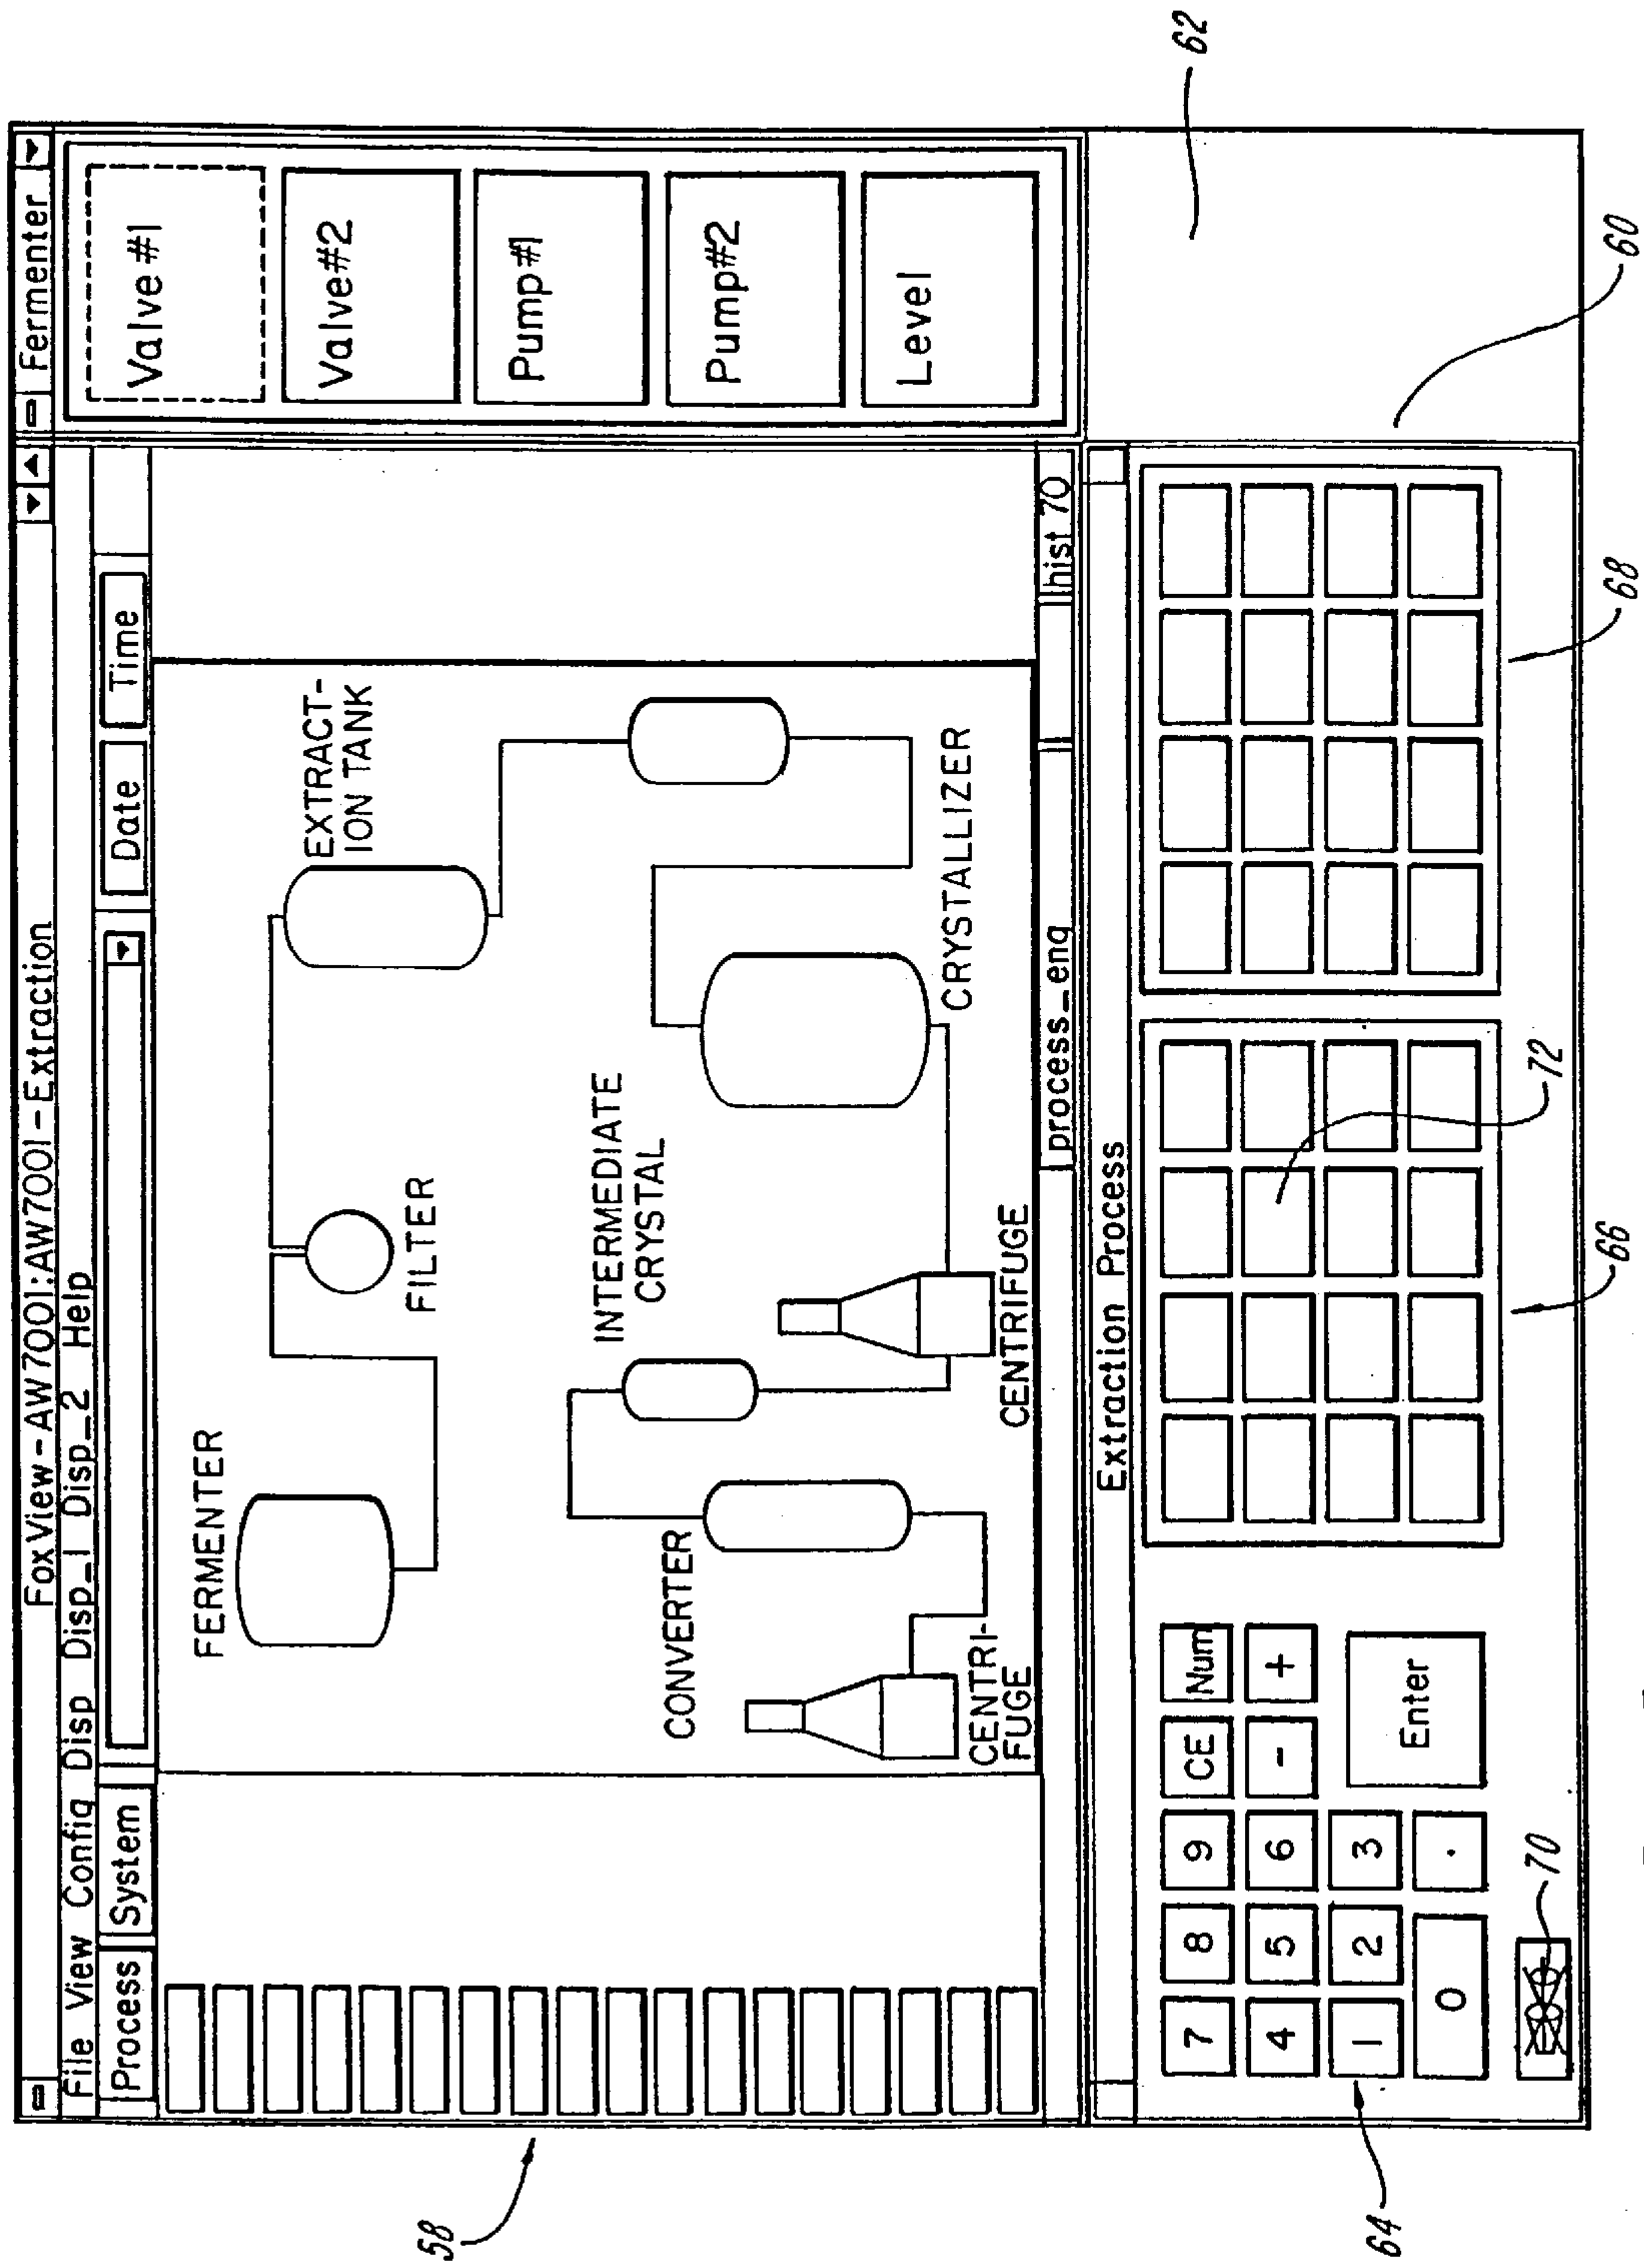 FoxView-AW7001:AW7001-Extraction
Fermenter
File View Config Disp Disp_1 Disp_2 Help
Process System
Date Time
Valve#1
Valve#2
Pump#1
Pump#2
Level
FERMENTER
FILTER
EXTRACT-
ION TANK
CONVERTER
INTERMEDIATE
CRYSTAL
CRYSTALLIZER
CENTRI-
FUGE
CENTRIFUGE
process_enq
hist 70
Extraction Process
7 8 9 CE Num
4 5 6 - +
1 2 3 Enter
0 .
58
60
62
64
66
68
70
72